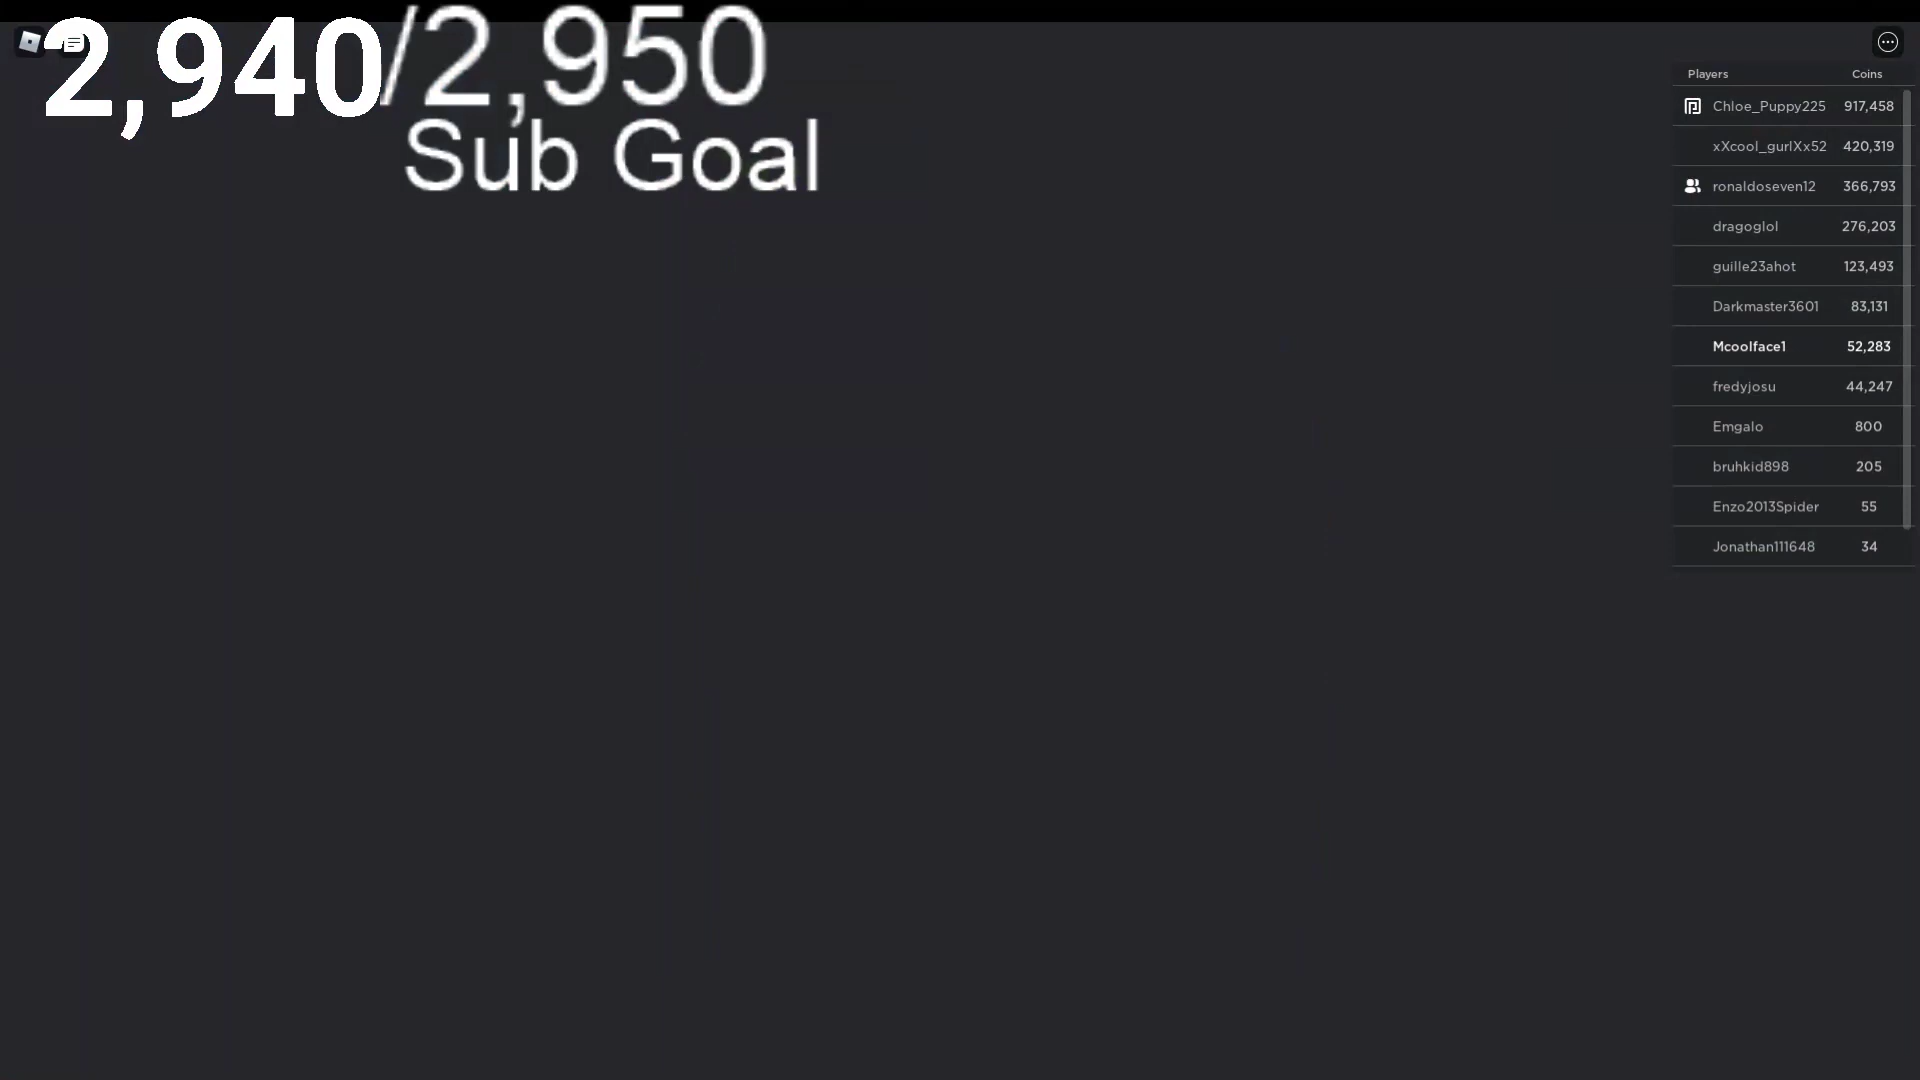 2,940/2,950
Sub Goal
Players Coins
Chloe_Puppy225 917,458
xXcool_gurlXx52 420,319
ronaldoseven12 366,793
dragoglol 276,203
guille23ahot 123,493
Darkmaster3601 83,131
Mcoolface1 52,283
fredyjosu 44,247
Emgalo 800
bruhkid898 205
Enzo2013Spider 55
Jonathan111648 34